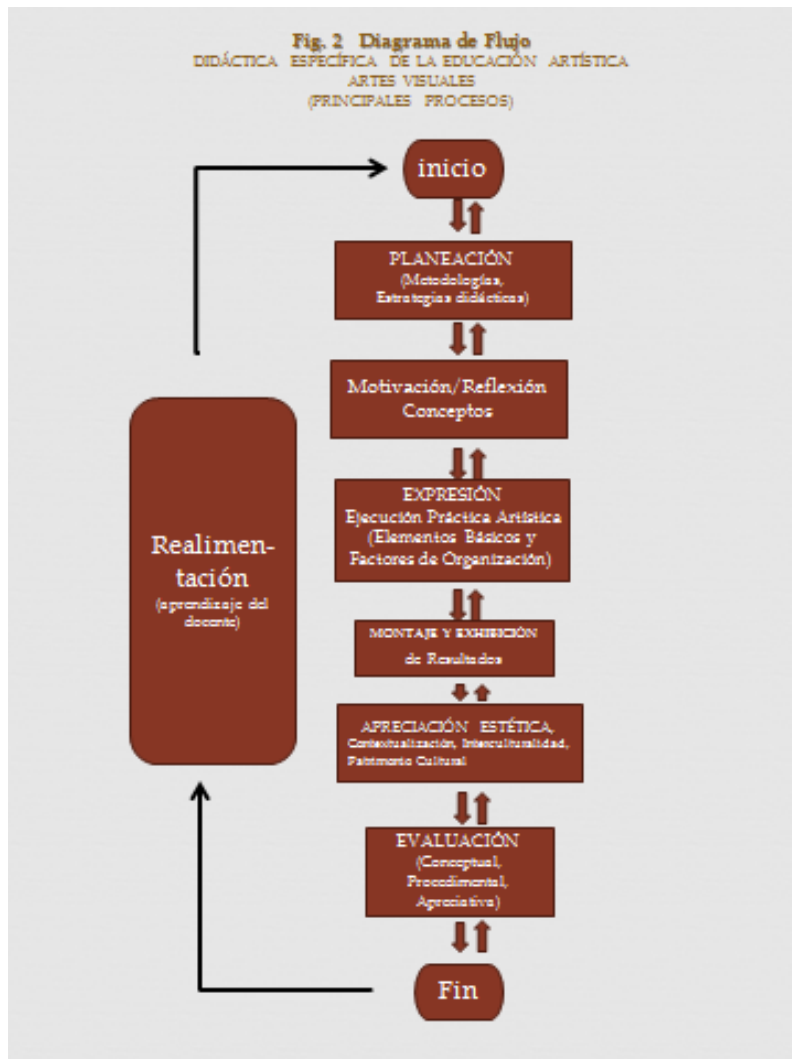 Fig. 2 Diagrama de Flujo
DIDÁCTICA ESPECÍFICA DE LA EDUCACIÓN ARTÍSTICA
ARTES VISUALES
(PRINCIPALES PROCESOS)
inicio
PLANEACIÓN
(Metodologías,
Estrategias didácticas)
Motivación/Reflexión
Conceptos
EXPRESIÓN
Ejecución Práctica Artística
(Elementos Básicos y
Factores de Organización)
MONTAJE Y EXHIBICIÓN
de Resultados
APRECIACIÓN ESTÉTICA,
Contextualización, Interculturalidad,
Patrimonio Cultural
EVALUACIÓN
(Conceptual,
Procedimental,
Apreciativa)
Fin
Realimen-
tación
(aprendizaje del
docente)